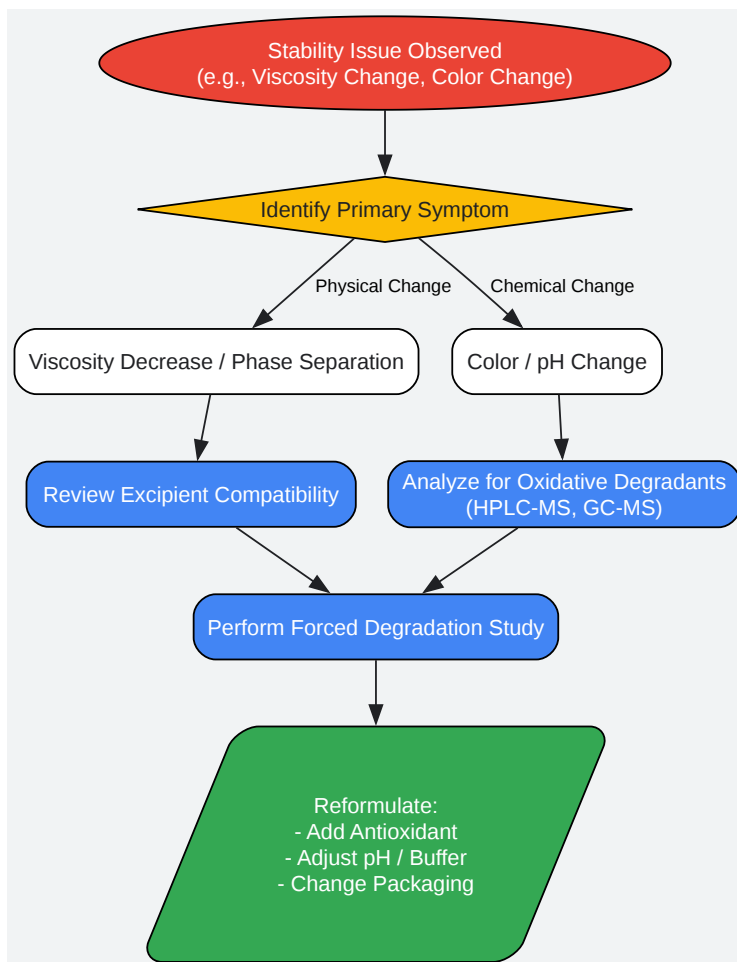 Stability Issue Observed
(e.g., Viscosity Change, Color Change)
Identify Primary Symptom
Physical Change
Chemical Change
Viscosity Decrease / Phase Separation
Color / pH Change
Review Excipient Compatibility
Analyze for Oxidative Degradants
(HPLC-MS, GC-MS)
Perform Forced Degradation Study
Reformulate:
- Add Antioxidant
- Adjust pH / Buffer
- Change Packaging